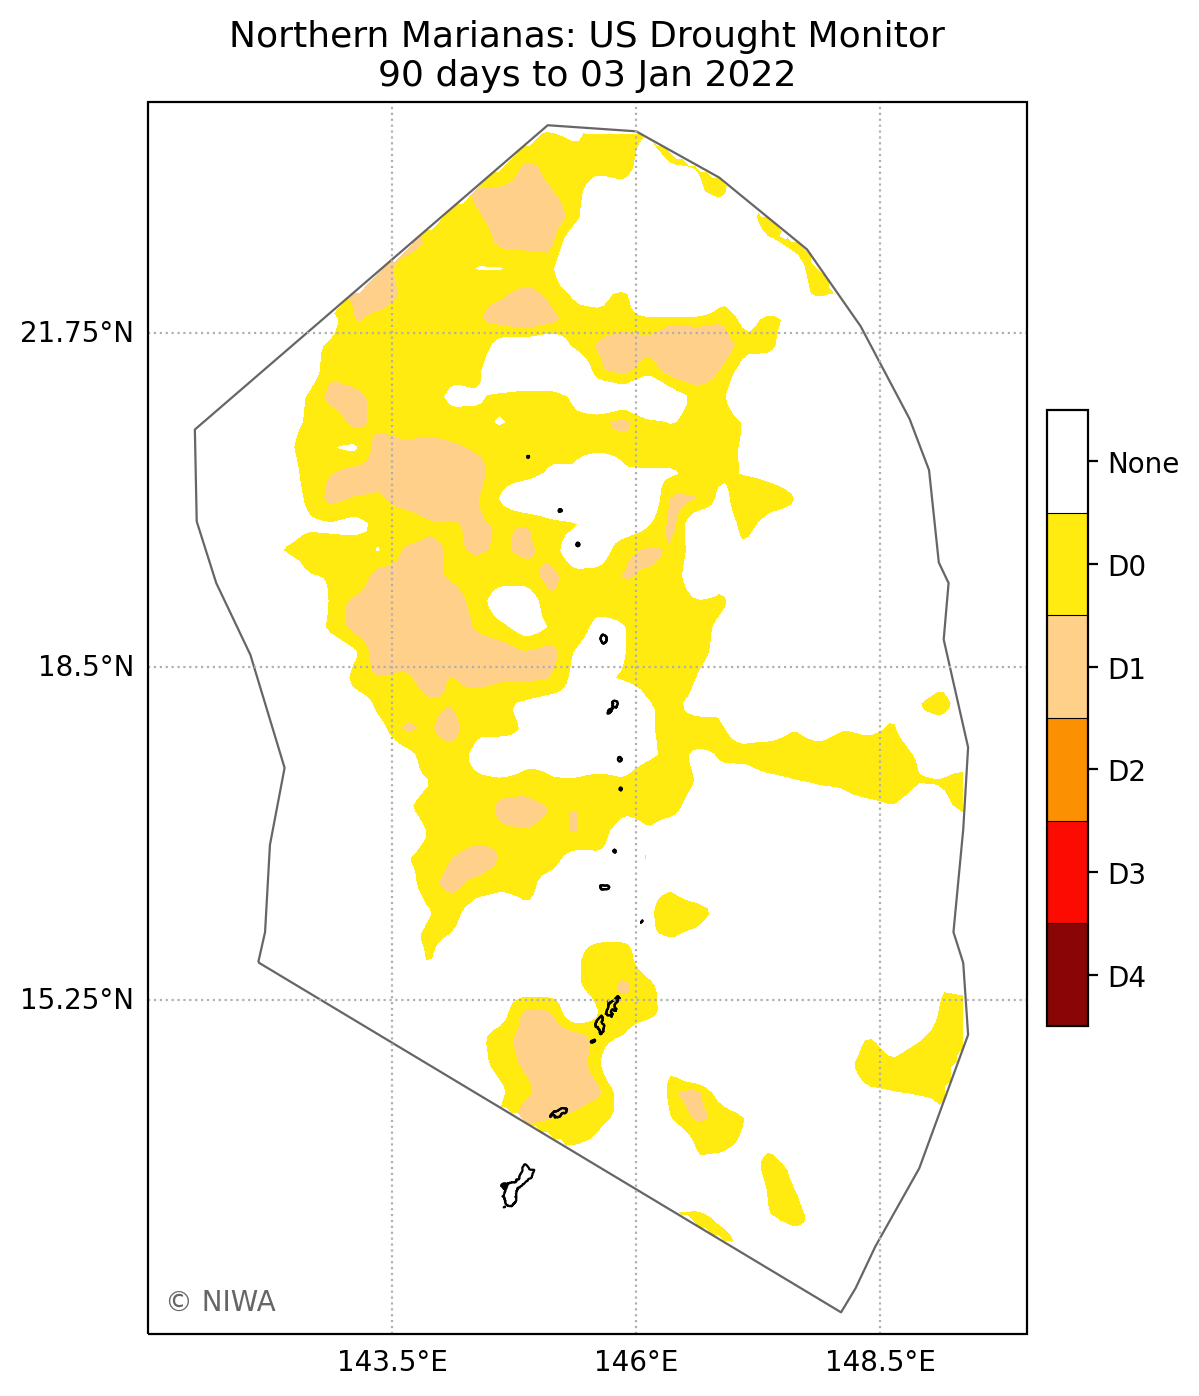 Northern Marianas: US Drought Monitor
90 days to 03 Jan 2022
21.75°N
18.5°N
15.25°N
143.5°E
146°E
148.5°E
None
D0
D1
D2
D3
D4
© NIWA